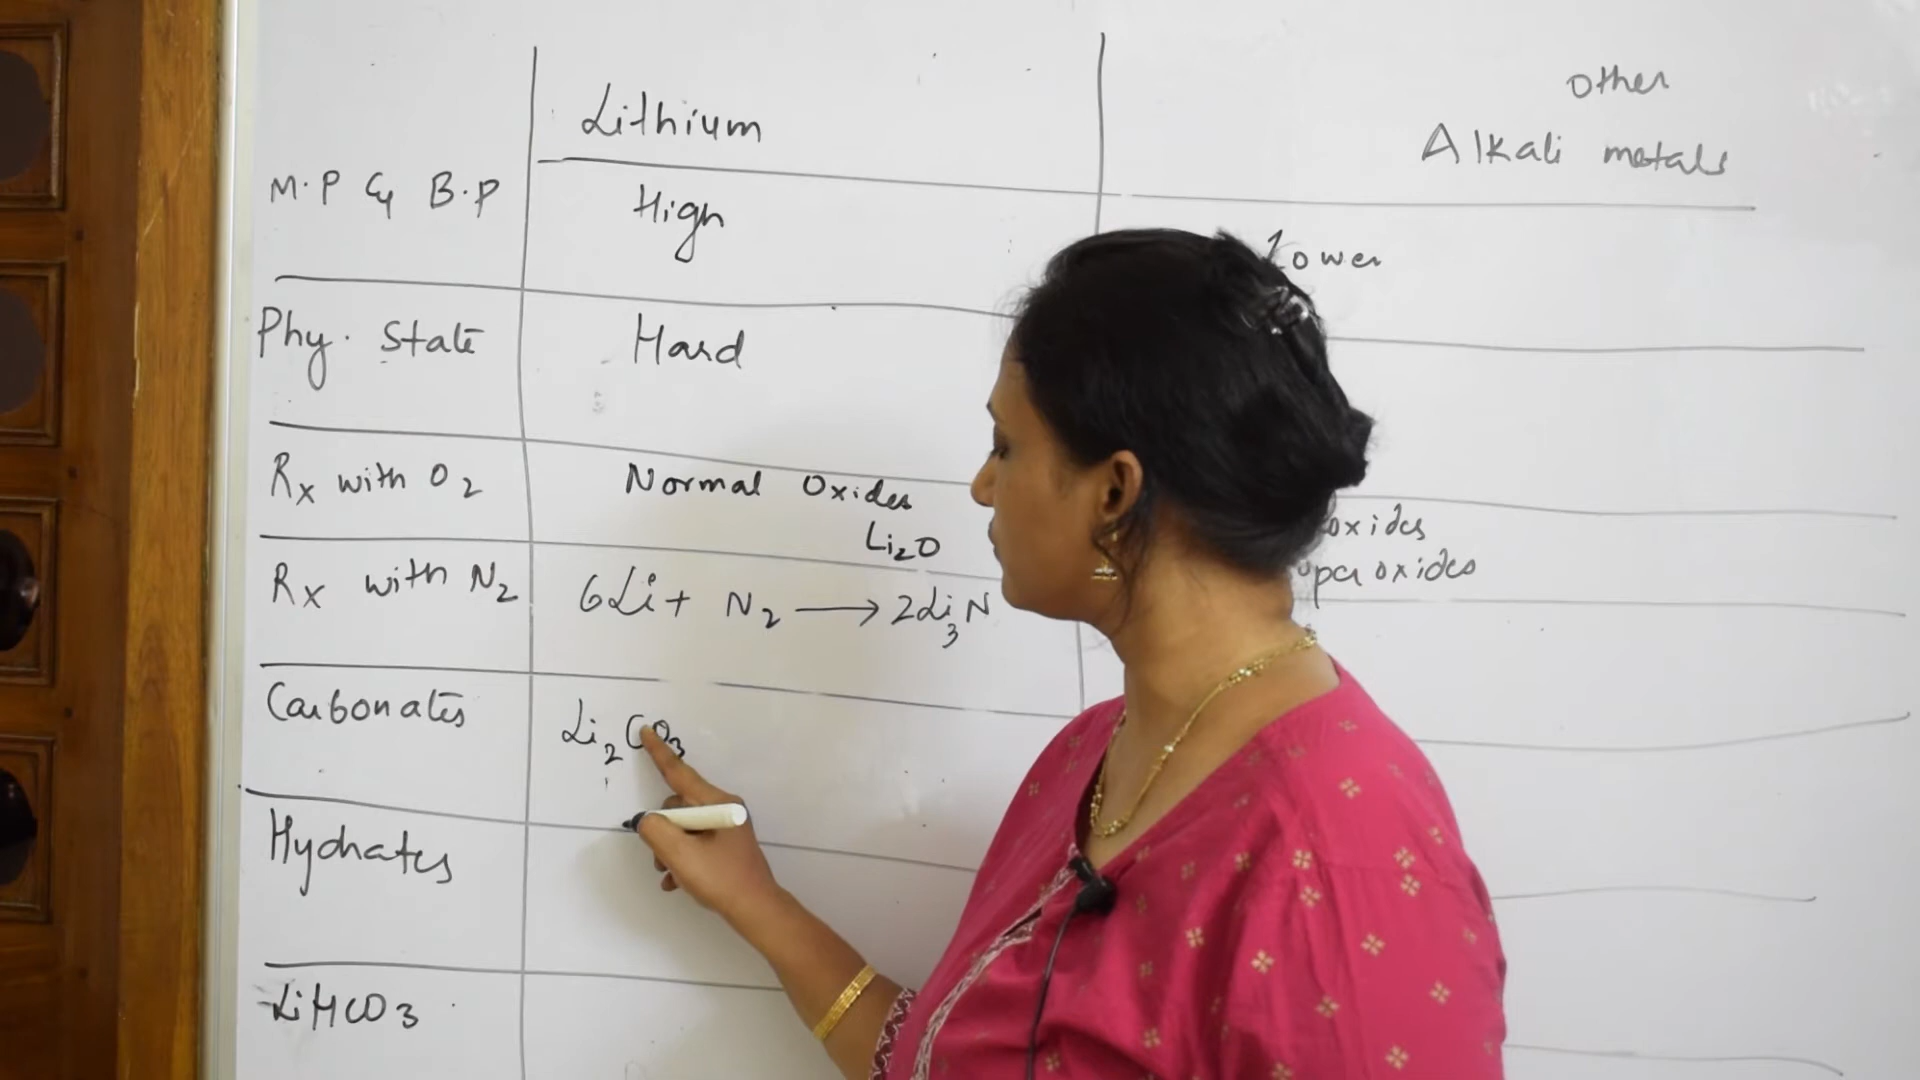 Lithium
Other
Alkali metals
M.P & B.P
High
Lower
Phy. State
Hard
Rx with O2
Normal Oxides
Li2O
oxides
peroxides
Rx with N2
6Li + N2 → 2Li3N
Carbonates
Li2CO3
Hydrates
LiHCO3